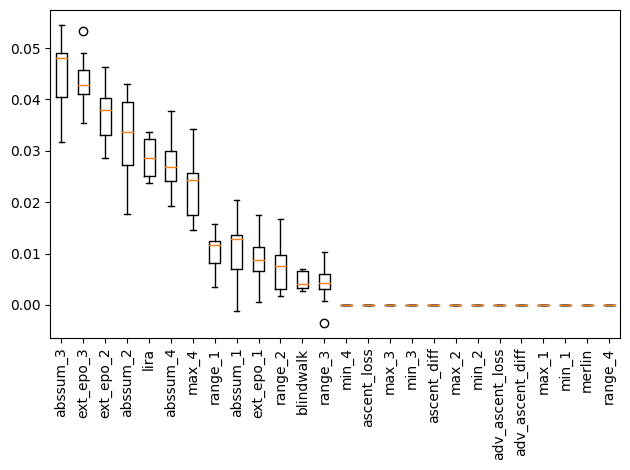 0.05
0.04
0.03
0.02
0.01
0.00
abssum_3
ext_epo_3
ext_epo_2
abssum_2
lira
abssum_4
max_4
range_1
abssum_1
ext_epo_1
range_2
blindwalk
range_3
min_4
ascent_loss
max_3
min_3
ascent_diff
max_2
min_2
adv_ascent_loss
adv_ascent_diff
max_1
min_1
merlin
range_4